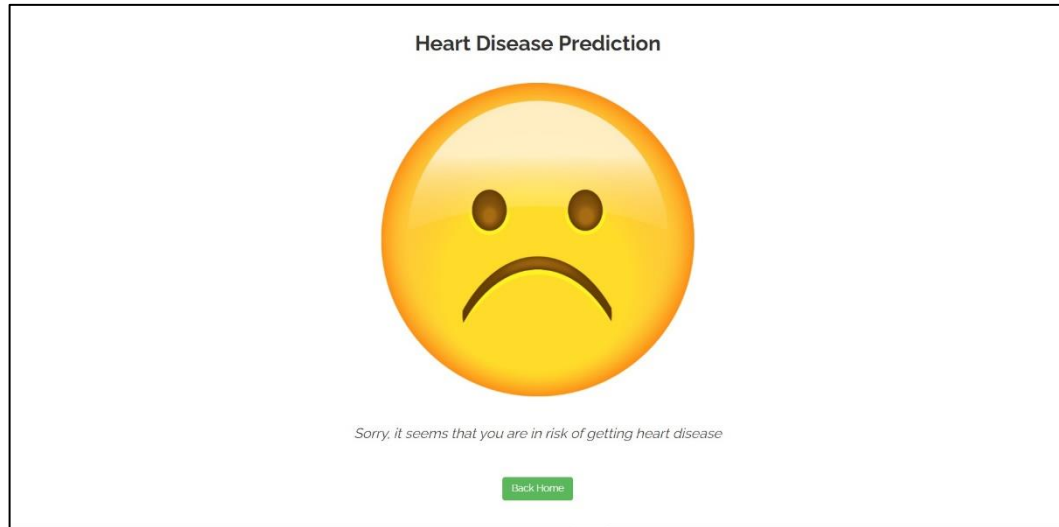 Heart Disease Prediction
Sorry, it seems that you are in risk of getting heart disease
Back Home